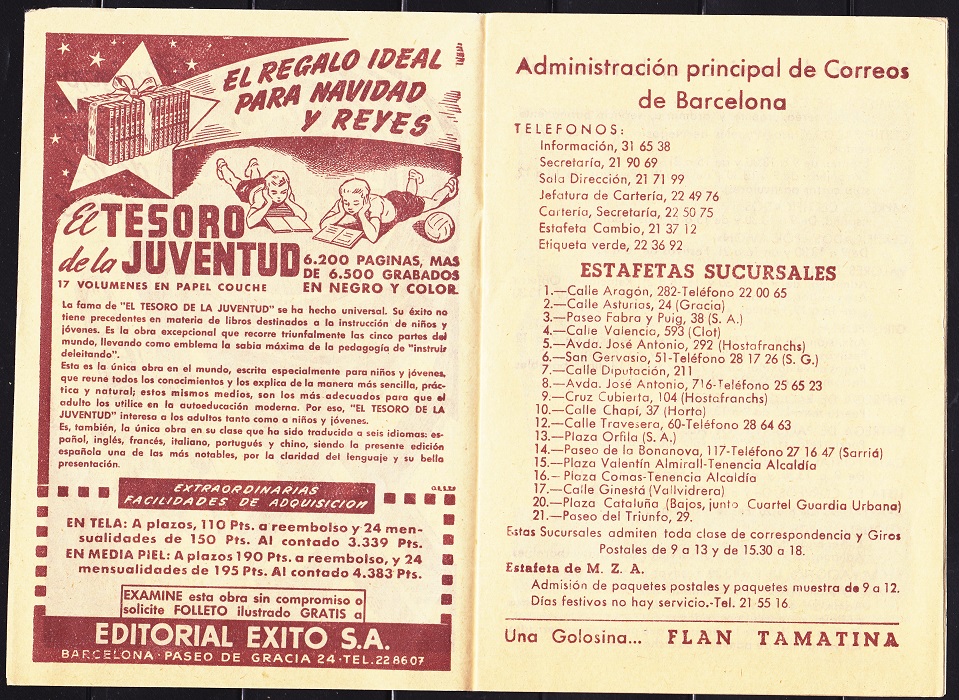 EL REGALO IDEAL
PARA NAVIDAD
Y REYES
El TESORO
de la JUVENTUD
17 VOLUMENES EN PAPEL COUCHE
6.200 PAGINAS, MAS
DE 6.500 GRABADOS
EN NEGRO Y COLOR
La fama de "EL TESORO DE LA JUVENTUD" se ha hecho universal. Su éxito no
tiene precedentes en materia de libros destinados a la instrucción de niños y
jóvenes. Es la obra excepcional que recorre triunfalmente las cinco partes del
mundo, llevando como emblema la sabia máxima de la pedagogía de "instruir
deleitando".
Esta es la única obra en el mundo, escrita especialmente para niños y jóvenes,
que reune todos los conocimientos y los explica de la manera más sencilla, prác-
tica y natural; estos mismos medios, son los más adecuados para que el
adulto los utilice en la autoeducación moderna. Por eso, "EL TESORO DE LA
JUVENTUD" interesa a los adultos tanto como a niños y jóvenes.
Es, también, la única obra en su clase que ha sido traducida a seis idiomas: es-
pañol, inglés, francés, italiano, portugués y chino, siendo la presente edición
española una de las más notables, por la claridad del lenguaje y su bella
presentación.
EXTRAORDINARIAS
FACILIDADES DE ADQUISICION
EN TELA: A plazos, 110 Pts. a reembolso y 24 men-
sualidades de 150 Pts. Al contado 3.339 Pts.
EN MEDIA PIEL: A plazos 190 Pts. a reembolso, y 24
mensualidades de 195 Pts. Al contado 4.383 Pts.
EXAMINE esta obra sin compromiso o
solicite FOLLETO ilustrado GRATIS a
EDITORIAL EXITO S.A.
BARCELONA · PASEO DE GRACIA 24 · TEL. 22 86 07
Administración principal de Correos
de Barcelona
TELEFONOS:
Información, 31 65 38
Secretaría, 21 90 69
Sola Dirección, 21 71 99
Jefatura de Cartería, 22 49 76
Cartería, Secretaría, 22 50 75
Estafeta Cambio, 21 37 12
Etiqueta verde, 22 36 92
ESTAFETAS SUCURSALES
1.—Calle Aragón, 282-Teléfono 22 00 65
2.—Calle Asturias, 24 (Gracia)
3.—Paseo Fabra y Puig, 38 (S. A.)
4.—Calle Valencia, 593 (Clot)
5.—Avda. José Antonio, 292 (Hostafranchs)
6.—San Gervasio, 51-Teléfono 28 17 26 (S. G.)
7.—Calle Diputación, 211
8.—Avda. José Antonio, 716-Teléfono 25 65 23
9.—Cruz Cubierta, 104 (Hostafranchs)
10.—Calle Chapí, 37 (Horta)
12.—Calle Travesera, 60-Teléfono 28 64 63
13.—Plaza Orfila (S. A.)
14.—Paseo de la Bonanova, 117-Teléfono 27 16 47 (Sarriá)
15.—Plaza Valentín Almirall-Tenencia Alcaldía
16.—Plaza Comas-Tenencia Alcaldía
17.—Calle Ginestá (Vallvidrera)
20.—Plaza Cataluña (Bajos, junto Cuartel Guardia Urbana)
21.—Paseo del Triunfo, 29.
Estas Sucursales admiten toda clase de correspondencia y Giros
Postales de 9 a 13 y de 15.30 a 18.
Estafeta de M. Z. A.
Admisión de paquetes postales y paquetes muestra de 9 a 12.
Días festivos no hay servicio.-Tel. 21 55 16
Una Golosina... FLAN TAMATINA